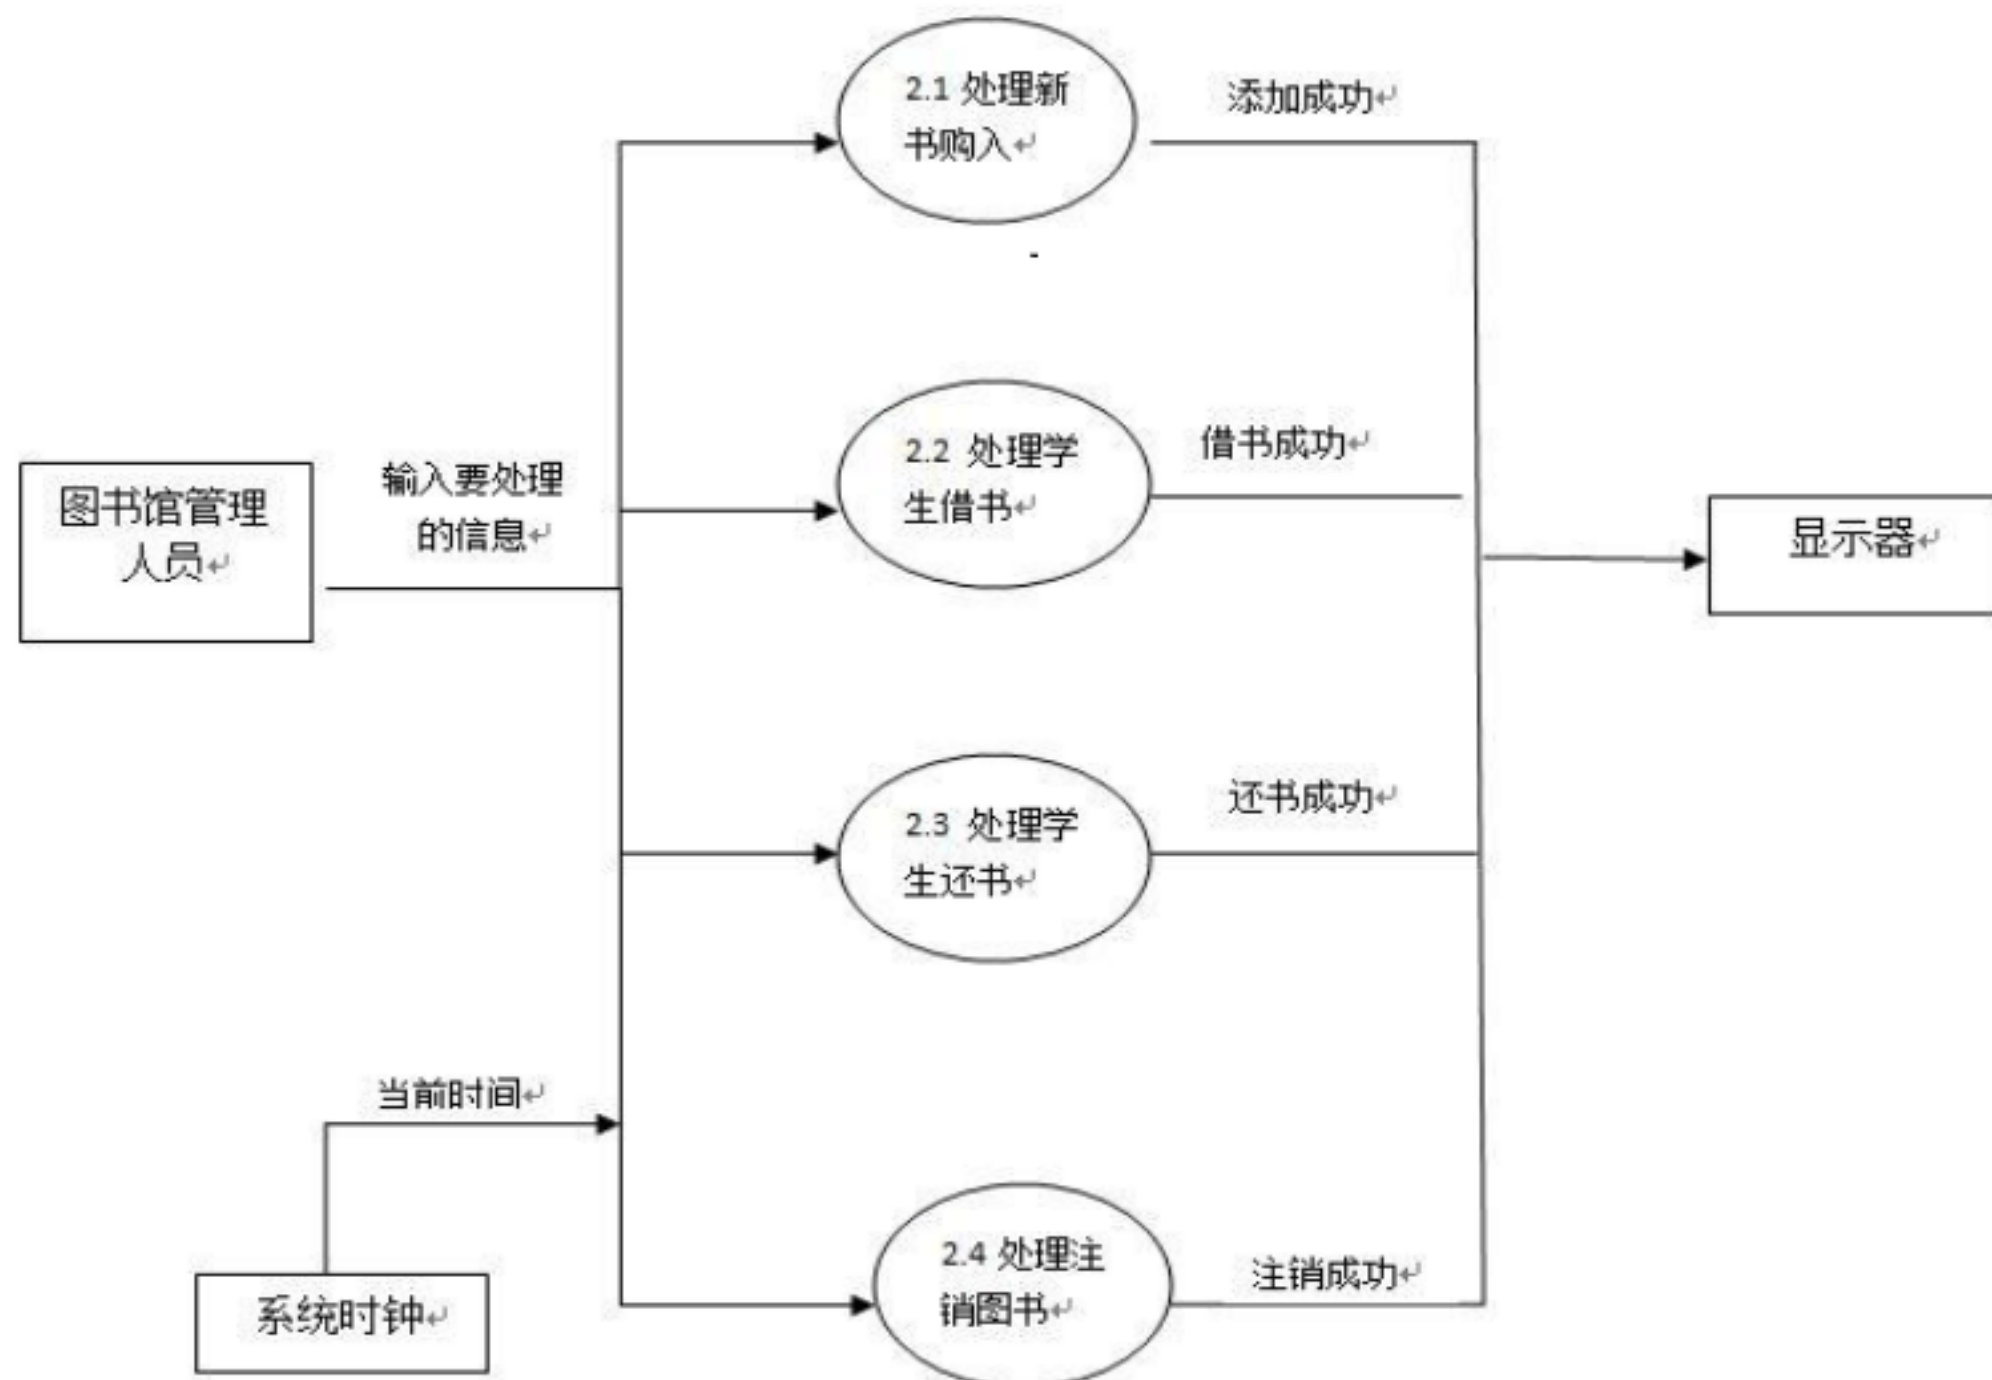 2.1 处理新
书购入
添加成功
2.2 处理学
生借书
借书成功
图书馆管理
人员
输入要处理
的信息
显示器
2.3 处理学
生还书
还书成功
当前时间
系统时钟
2.4 处理注
销图书
注销成功